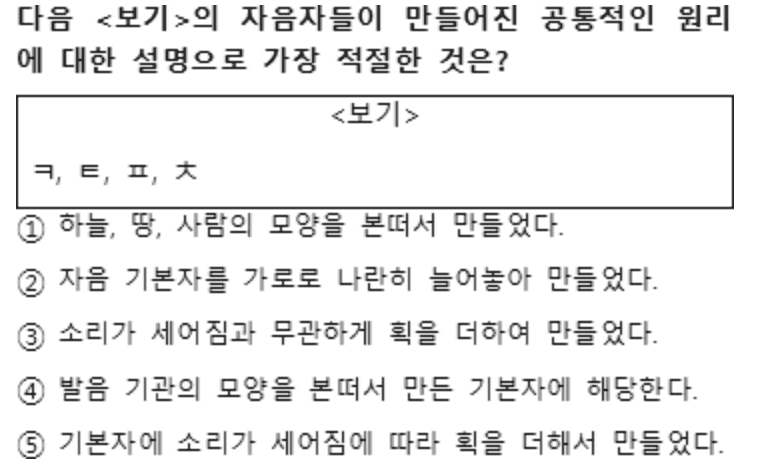 다음 <보기>의 자음자들이 만들어진 공통적인 원리
에 대한 설명으로 가장 적절한 것은?
<보기>
ㅋ, ㅌ, ㅍ, ㅊ
① 하늘, 땅, 사람의 모양을 본떠서 만들었다.
② 자음 기본자를 가로로 나란히 늘어놓아 만들었다.
③ 소리가 세어짐과 무관하게 획을 더하여 만들었다.
④ 발음 기관의 모양을 본떠서 만든 기본자에 해당한다.
⑤ 기본자에 소리가 세어짐에 따라 획을 더해서 만들었다.